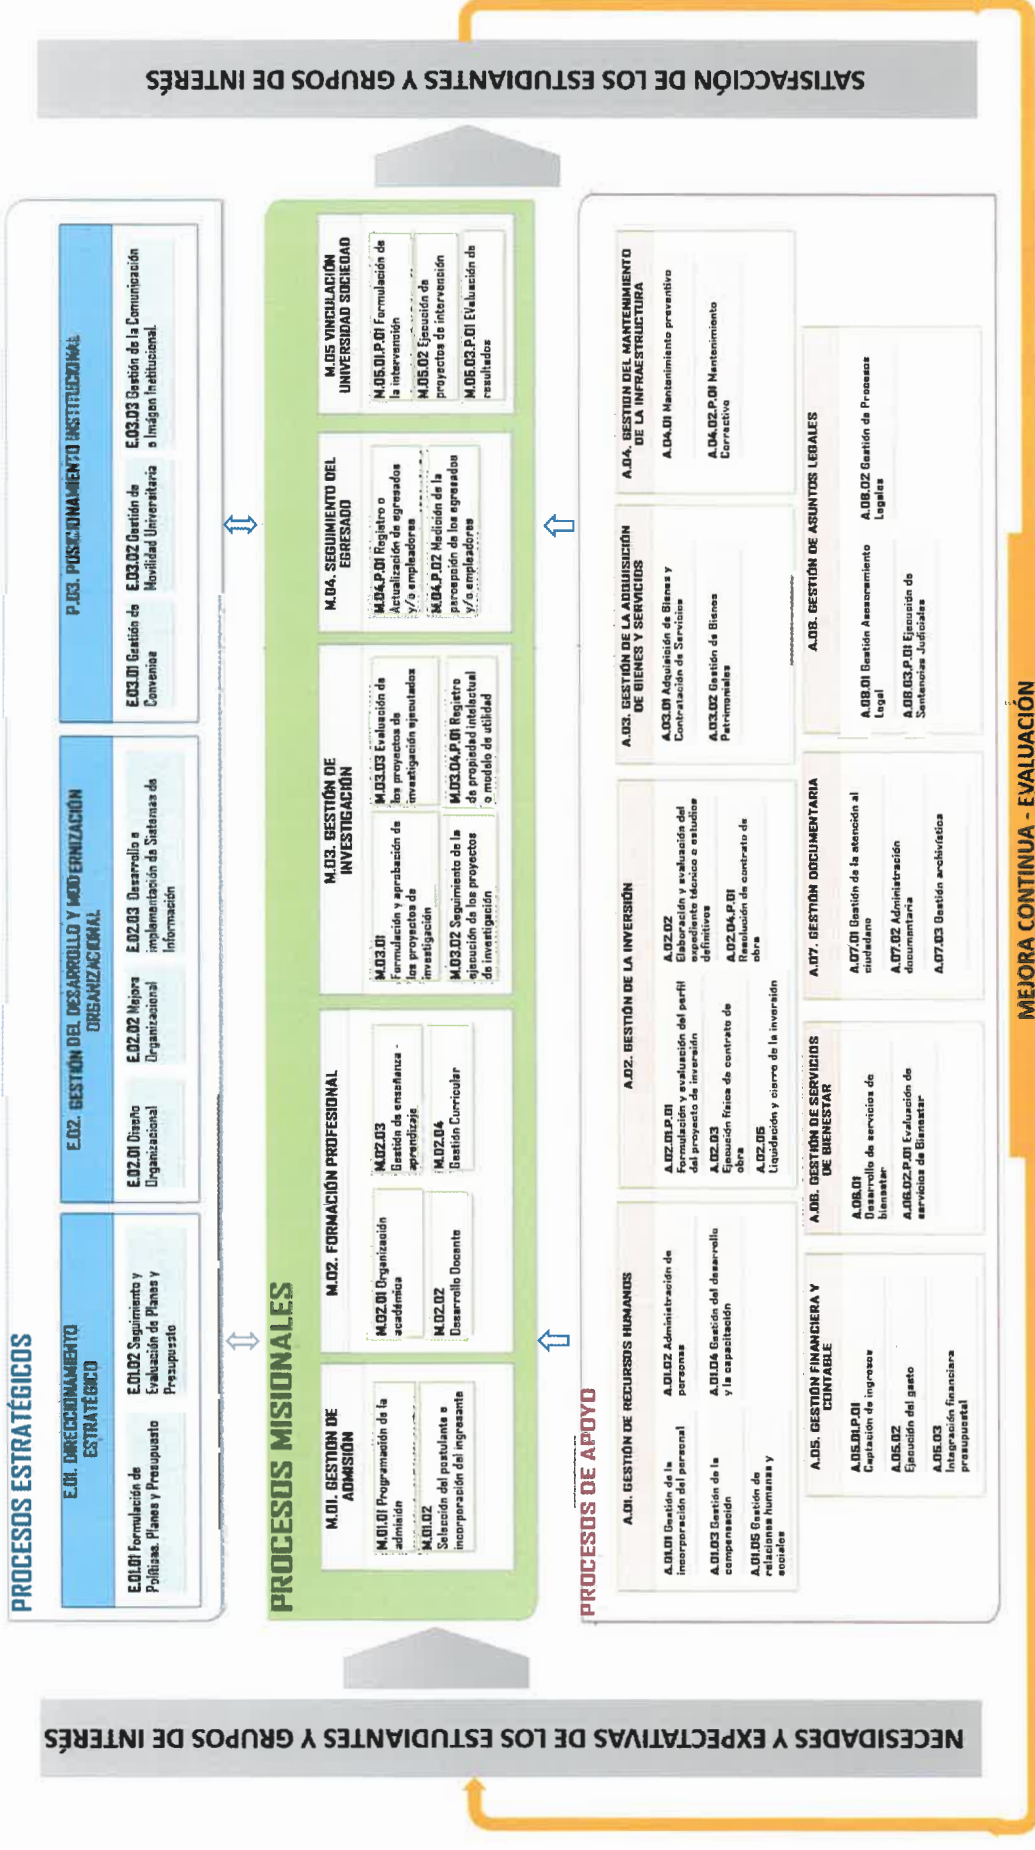 NECESIDADES Y EXPECTATIVAS DE LOS ESTUDIANTES Y GRUPOS DE INTERÉS
PROCESOS ESTRATÉGICOS
E.01. DIRECCIONAMIENTO
ESTRATÉGICO
E.01.01 Formulación de
Políticas, Planes y Presupuesto
E.01.02 Seguimiento y
Evaluación de Planes y
Presupuesto
E.02. GESTIÓN DEL DESARROLLO Y MODERNIZACIÓN
ORGANIZACIONAL
E.02.01 Diseño
Organizacional
E.02.02 Mejora
Organizacional
E.02.03 Desarrollo e
implementación de Sistemas de
Información
P.03. POSICIONAMIENTO INSTITUCIONAL
E.03.01 Gestión de
Convenios
E.03.02 Gestión de
Movilidad Universitaria
E.03.03 Gestión de la Comunicación
e Imágen Institucional.
PROCESOS MISIONALES
M.01. GESTION DE
ADMISIÓN
M.01.01 Programación de la
admisión
M.01.02
Selección del postulante e
incorporación del ingresante
M.02. FORMACIÓN PROFESIONAL
M.02.01 Organización
académica
M.02.02
Desarrollo Docente
M.02.03
Gestión de enseñanza -
aprendizaje
M.02.04
Gestión Curricular
M.03. GESTIÓN DE
INVESTIGACIÓN
M.03.01
Formulación y aprobación de
los proyectos de
investigación
M.03.02 Seguimiento de la
ejecución de los proyectos
de investigación
M.03.03 Evaluación de
los proyectos de
investigación ejecutados
M.03.04.P.01 Registro
de propiedad intelectual
o modelo de utilidad
M.04. SEGUIMIENTO DEL
EGRESADO
M.04.P.01 Registro o
Actualización de egresados
y/o empleadores
M.04.P.02 Medición de la
percepción de los egresados
y/o empleadores
M.05 VINCULACIÓN
UNIVERSIDAD SOCIEDAD
M.05.01.P.01 Formulación de
la intervención
M.05.02 Ejecución de
proyectos de intervención
M.05.03.P.01 Evaluación de
resultados
PROCESOS DE APOYO
A.01. GESTIÓN DE RECURSOS HUMANOS
A.01.01 Gestión de la
incorporación del personal
A.01.02 Administración de
personas
A.01.03 Gestión de la
compensación
A.01.04 Gestión del desarrollo
y la capacitación
A.01.05 Gestión de
relaciones humanas y
sociales
A.02. GESTIÓN DE LA INVERSIÓN
A.02.01.P.01
Formulación y evaluación del perfil
del proyecto de inversión
A.02.02
Elaboración y evaluación del
expediente técnico o estudios
definitivos
A.02.03
Ejecución física de contrato de
obra
A.02.04.P.01
Resolución de contrato de
obra
A.02.05
Liquidación y cierre de la inversión
A.03. GESTIÓN DE LA ADQUISICIÓN
DE BIENES Y SERVICIOS
A.03.01 Adquisición de Bienes y
Contratación de Servicios
A.03.02 Gestión de Bienes
Patrimoniales
A.04. GESTION DEL MANTENIMIENTO
DE LA INFRAESTRUCTURA
A.04.01 Mantenimiento preventivo
A.04.02.P.01 Mantenimiento
Correctivo
A.05. GESTIÓN FINANCIERA Y
CONTABLE
A.05.01.P.01
Captación de ingresos
A.05.02
Ejecución del gasto
A.05.03
Integración financiera
presupuestal
A.06. GESTIÓN DE SERVICIOS
DE BIENESTAR
A.06.01
Desarrollo de servicios de
bienestar
A.06.02.P.01 Evaluación de
servicios de Bienestar
A.07. GESTIÓN DOCUMENTARIA
A.07.01 Gestión de la atención al
ciudadano
A.07.02 Administración
documentaria
A.07.03 Gestión archivística
A.08. GESTIÓN DE ASUNTOS LEGALES
A.08.01 Gestión Asesoramiento
Legal
A.08.02 Gestión de Procesos
Legales
A.08.03.P.01 Ejecución de
Sentencias Judiciales
SATISFACCIÓN DE LOS ESTUDIANTES Y GRUPOS DE INTERÉS
MEJORA CONTINUA - EVALUACIÓN